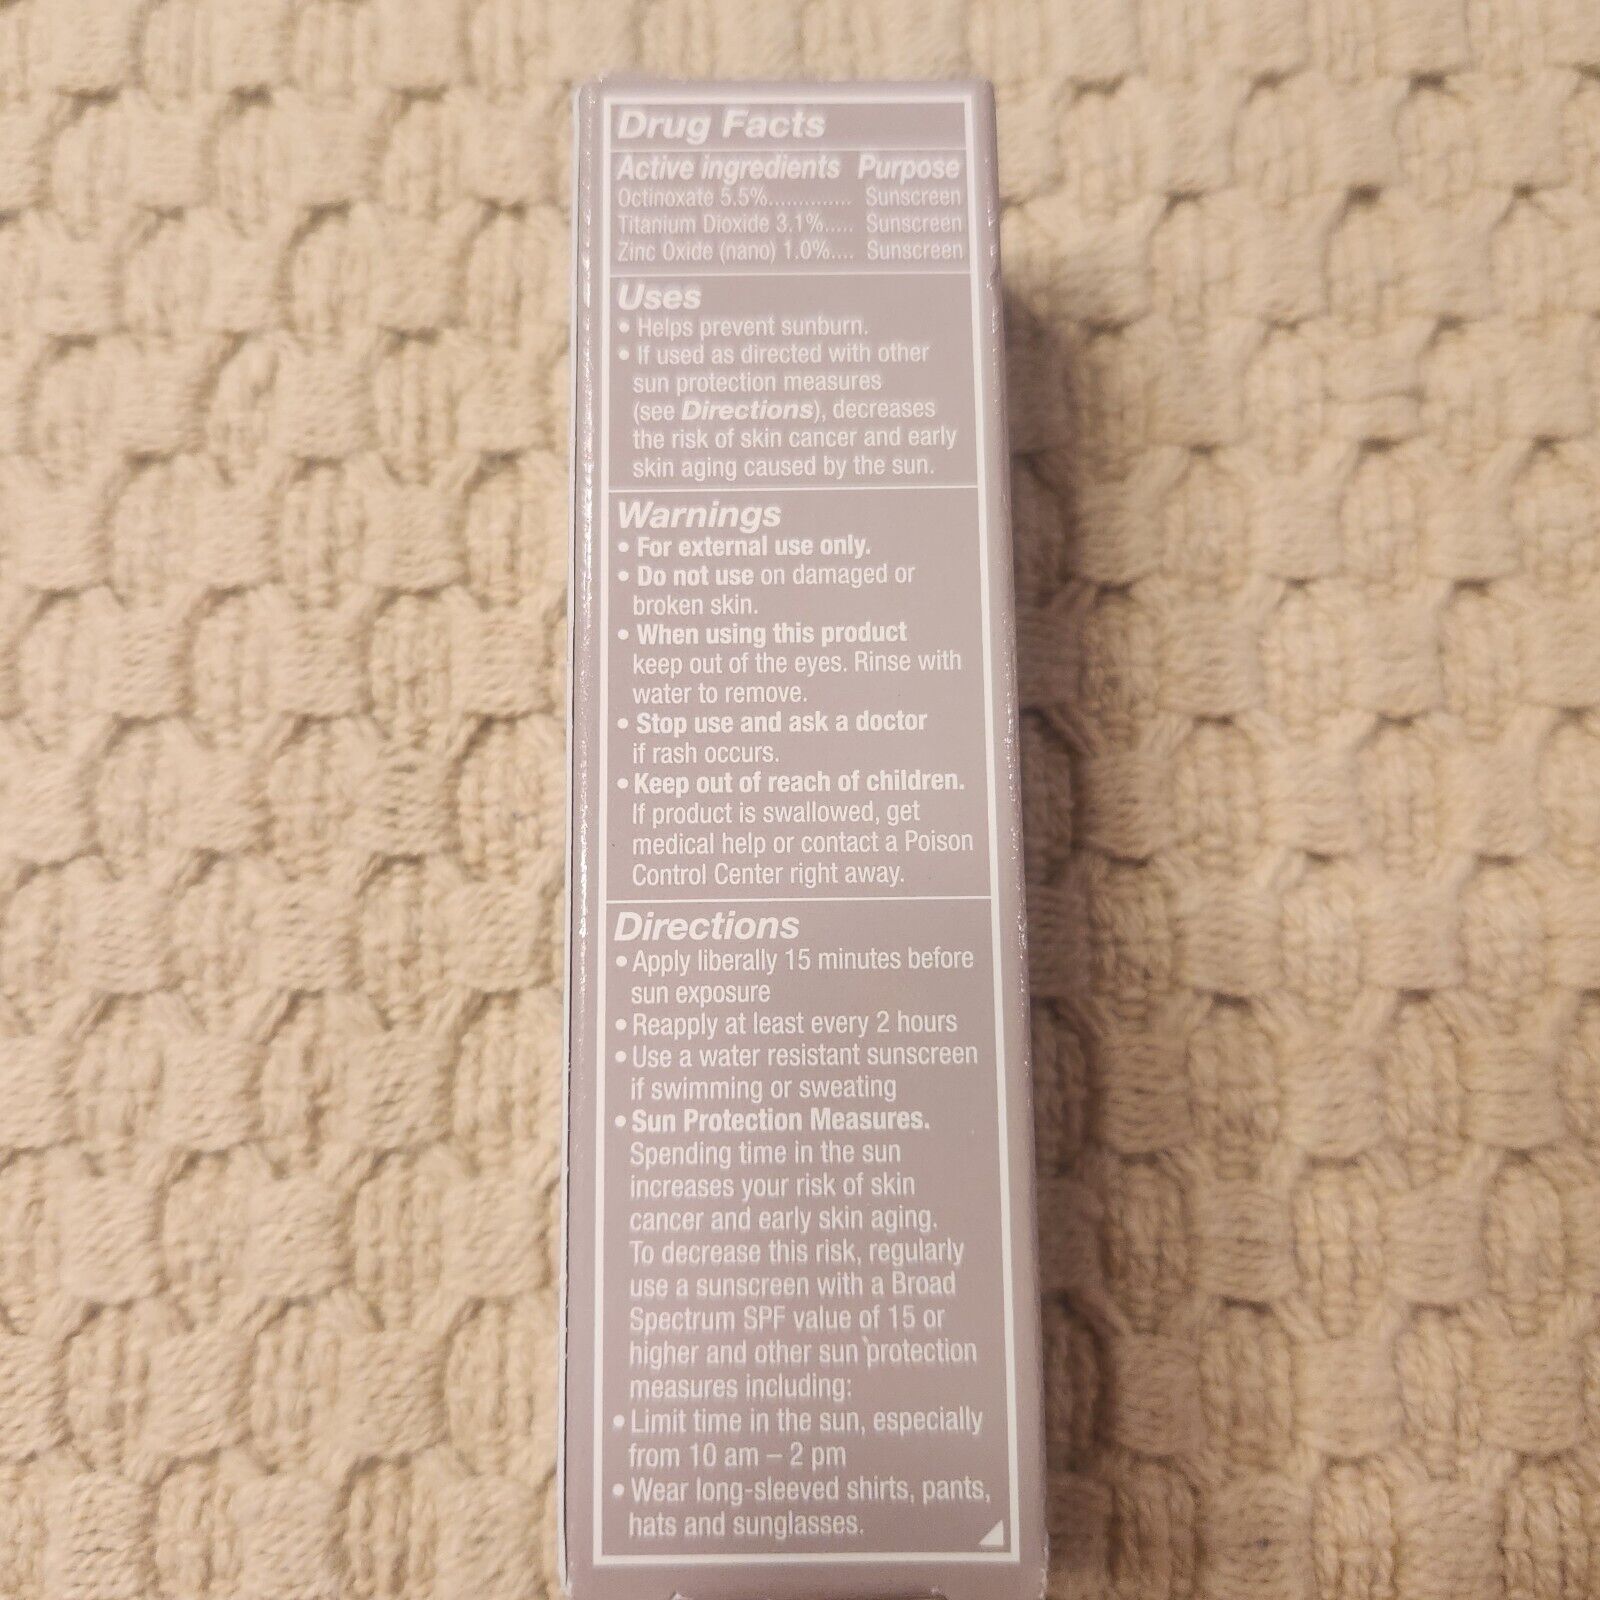 Drug Facts
Active ingredients Purpose
Octinoxate 5.5%.............. Sunscreen
Titanium Dioxide 3.1%..... Sunscreen
Zinc Oxide (nano) 1.0%.... Sunscreen
Uses
• Helps prevent sunburn.
• If used as directed with other
sun protection measures
(see Directions), decreases
the risk of skin cancer and early
skin aging caused by the sun.
Warnings
• For external use only.
• Do not use on damaged or
broken skin.
• When using this product
keep out of the eyes. Rinse with
water to remove.
• Stop use and ask a doctor
if rash occurs.
• Keep out of reach of children.
If product is swallowed, get
medical help or contact a Poison
Control Center right away.
Directions
• Apply liberally 15 minutes before
sun exposure
• Reapply at least every 2 hours
• Use a water resistant sunscreen
if swimming or sweating
• Sun Protection Measures.
Spending time in the sun
increases your risk of skin
cancer and early skin aging.
To decrease this risk, regularly
use a sunscreen with a Broad
Spectrum SPF value of 15 or
higher and other sun protection
measures including:
• Limit time in the sun, especially
from 10 am – 2 pm
• Wear long-sleeved shirts, pants,
hats and sunglasses.